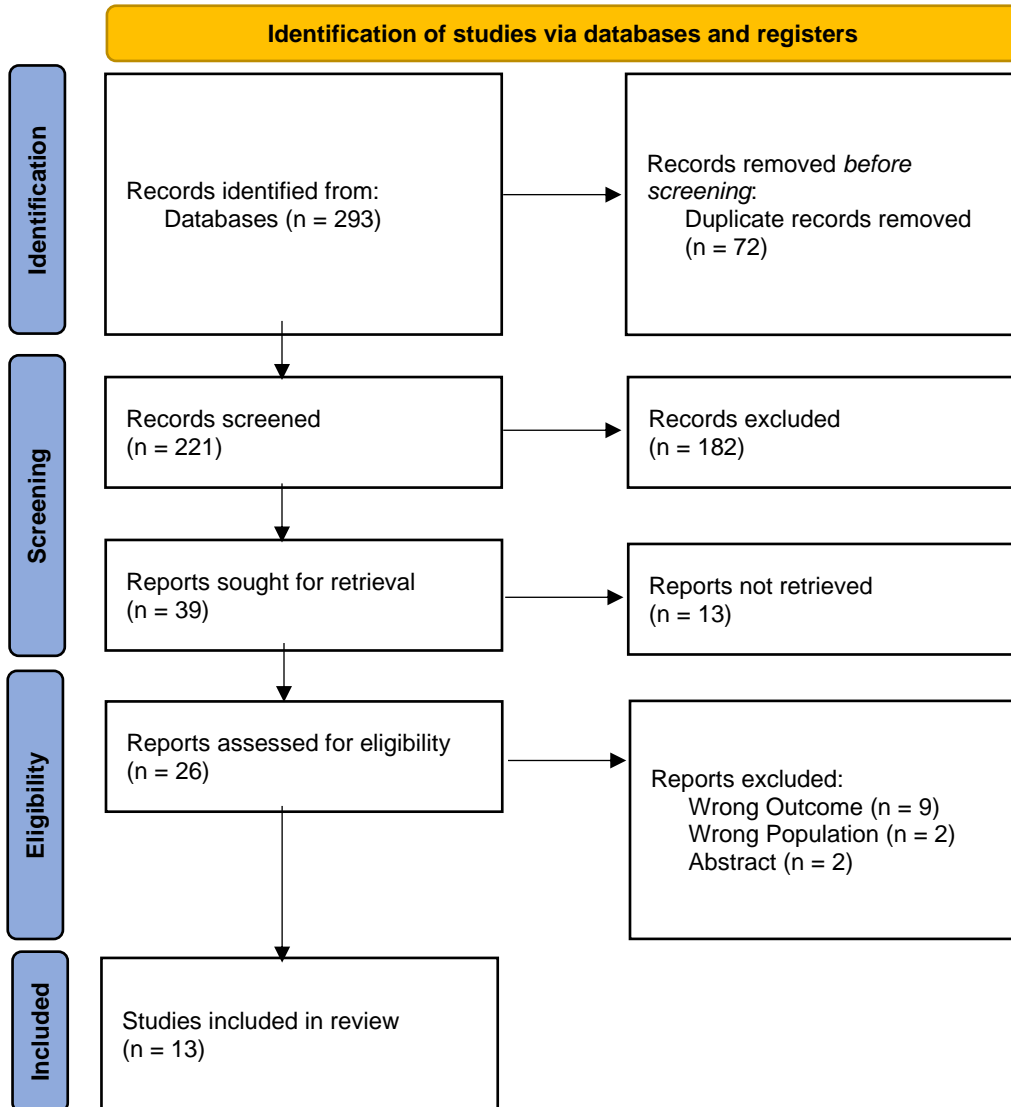 Identification of studies via databases and registers
Identification
Records identified from:
Databases (n = 293)
Records removed before
screening:
Duplicate records removed
(n = 72)
Screening
Records screened
(n = 221)
Records excluded
(n = 182)
Reports sought for retrieval
(n = 39)
Reports not retrieved
(n = 13)
Eligibility
Reports assessed for eligibility
(n = 26)
Reports excluded:
Wrong Outcome (n = 9)
Wrong Population (n = 2)
Abstract (n = 2)
Included
Studies included in review
(n = 13)